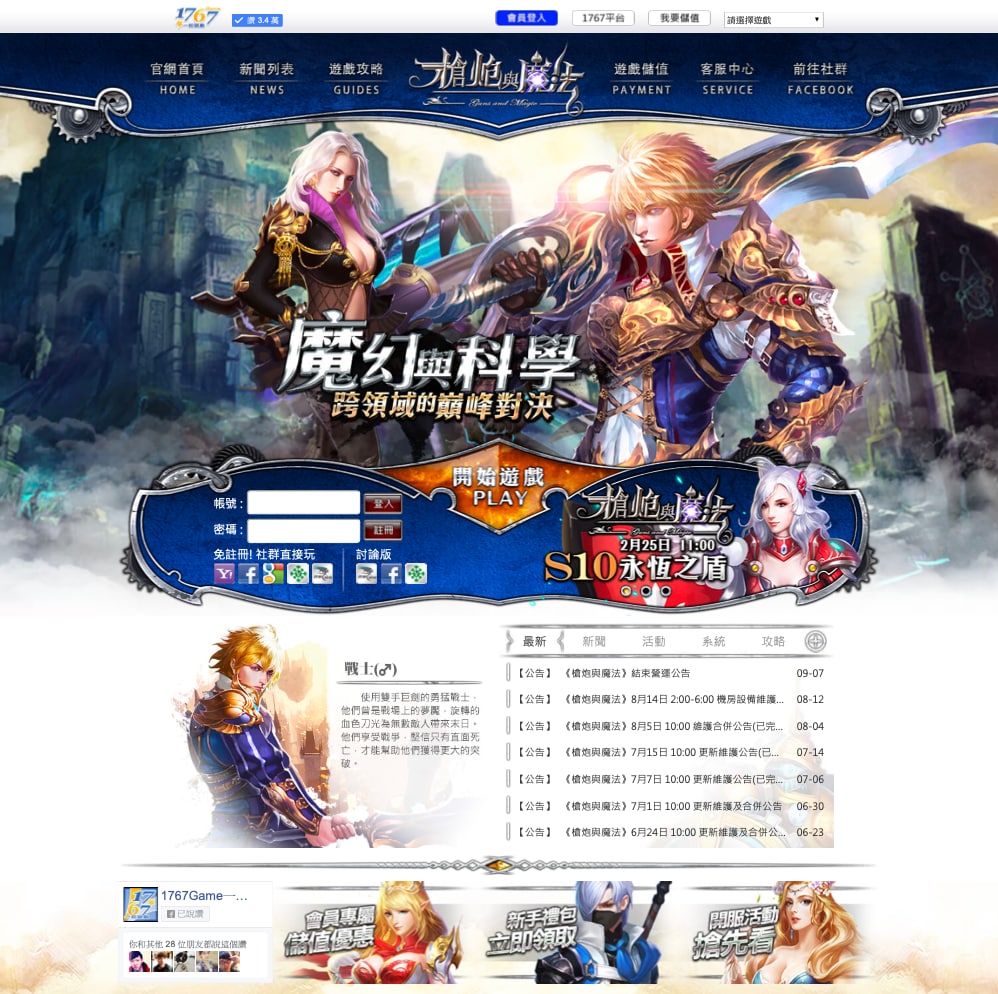 1767
讚 3.4 萬
會員登入
1767平台
我要儲值
請選擇遊戲
官網首頁
HOME
新聞列表
NEWS
遊戲攻略
GUIDES
槍炮與魔法
Guns and Magic
遊戲儲值
PAYMENT
客服中心
SERVICE
前往社群
FACEBOOK
魔幻與科學
跨領域的巔峰對決
開始遊戲
PLAY
帳號 :
登入
密碼 :
註冊
免註冊! 社群直接玩
討論版
槍炮與魔法
Guns and Magic
2月25日 11:00
S10永恆之盾
戰士(♂)
使用雙手巨劍的勇猛戰士，
他們曾是戰場上的夢魘，旋轉的
血色刀光為無數敵人帶來末日。
他們享受戰爭，堅信只有直面死
亡，才能幫助他們獲得更大的突
破。
最新 新聞 活動 系統 攻略
【公告】 《槍炮與魔法》結束營運公告 09-07
【公告】 《槍炮與魔法》8月14日 2:00-6:00 機房設備維護... 08-12
【公告】 《槍炮與魔法》8月5日 10:00 維護合併公告(已完... 08-04
【公告】 《槍炮與魔法》7月15日 10:00 更新維護公告(已... 07-14
【公告】 《槍炮與魔法》7月7日 10:00 更新維護公告(已完... 07-06
【公告】 《槍炮與魔法》7月1日 10:00 更新維護及合併公告 06-30
【公告】 《槍炮與魔法》6月24日 10:00 更新維護及合併公... 06-23
1767Game一...
已說讚
你和其他 28 位朋友都說這個讚
會員專屬
儲值優惠
新手禮包
立即領取
開服活動
搶先看